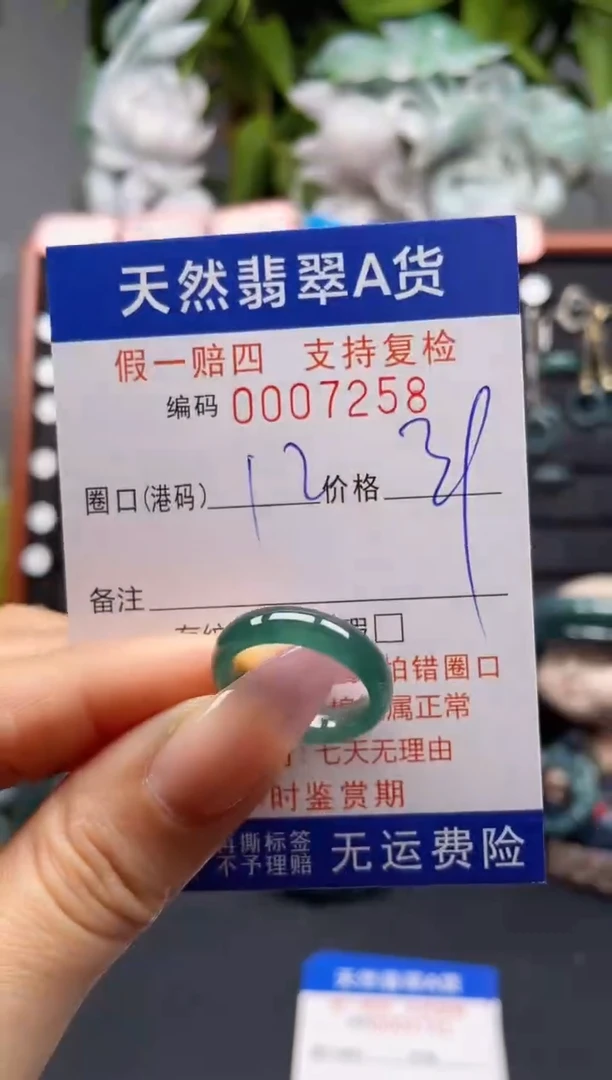 天然翡翠A货
假一赔四 支持复检
编码 0007258
圈口(港码) 12 价格
备注
拍错圈口
属正常
七天无理由
时鉴赏期
撕标签
不予理赔
无运费险